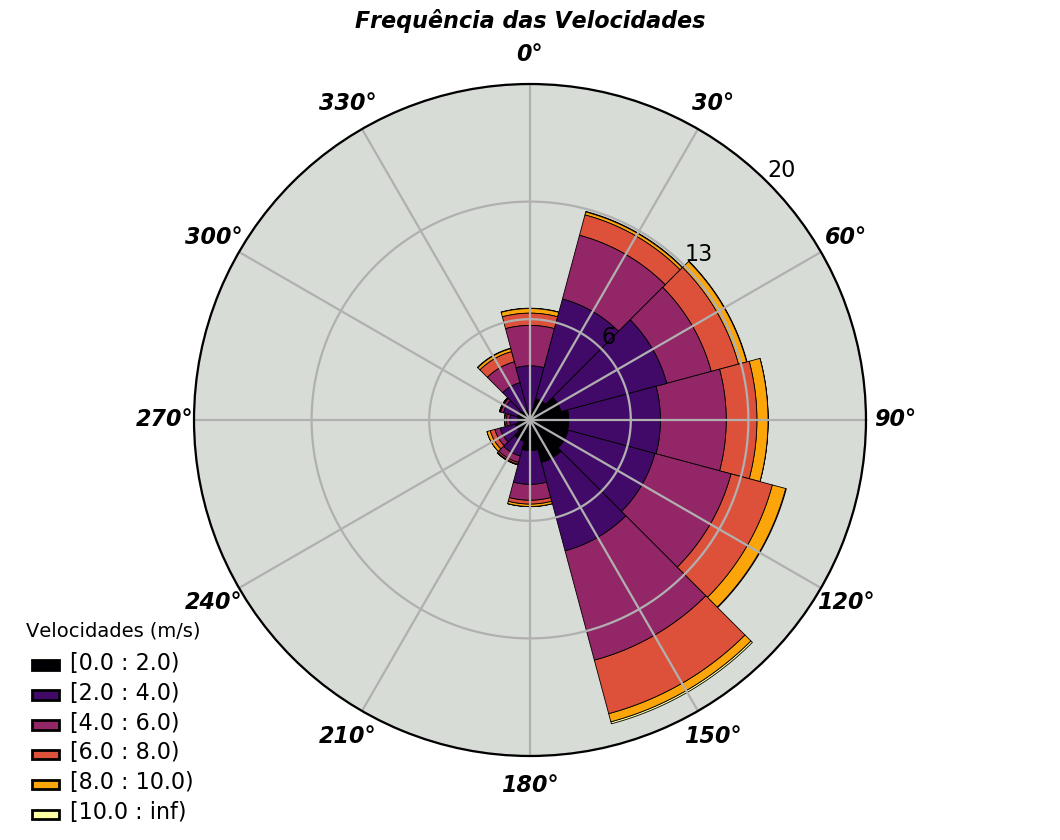 Frequência das Velocidades
0°
330°
30°
20
300°
60°
13
6
270°
90°
240°
120°
Velocidades (m/s)
[0.0 : 2.0)
[2.0 : 4.0)
[4.0 : 6.0)
210°
150°
[6.0 : 8.0)
180°
[8.0 : 10.0)
[10.0 : inf)